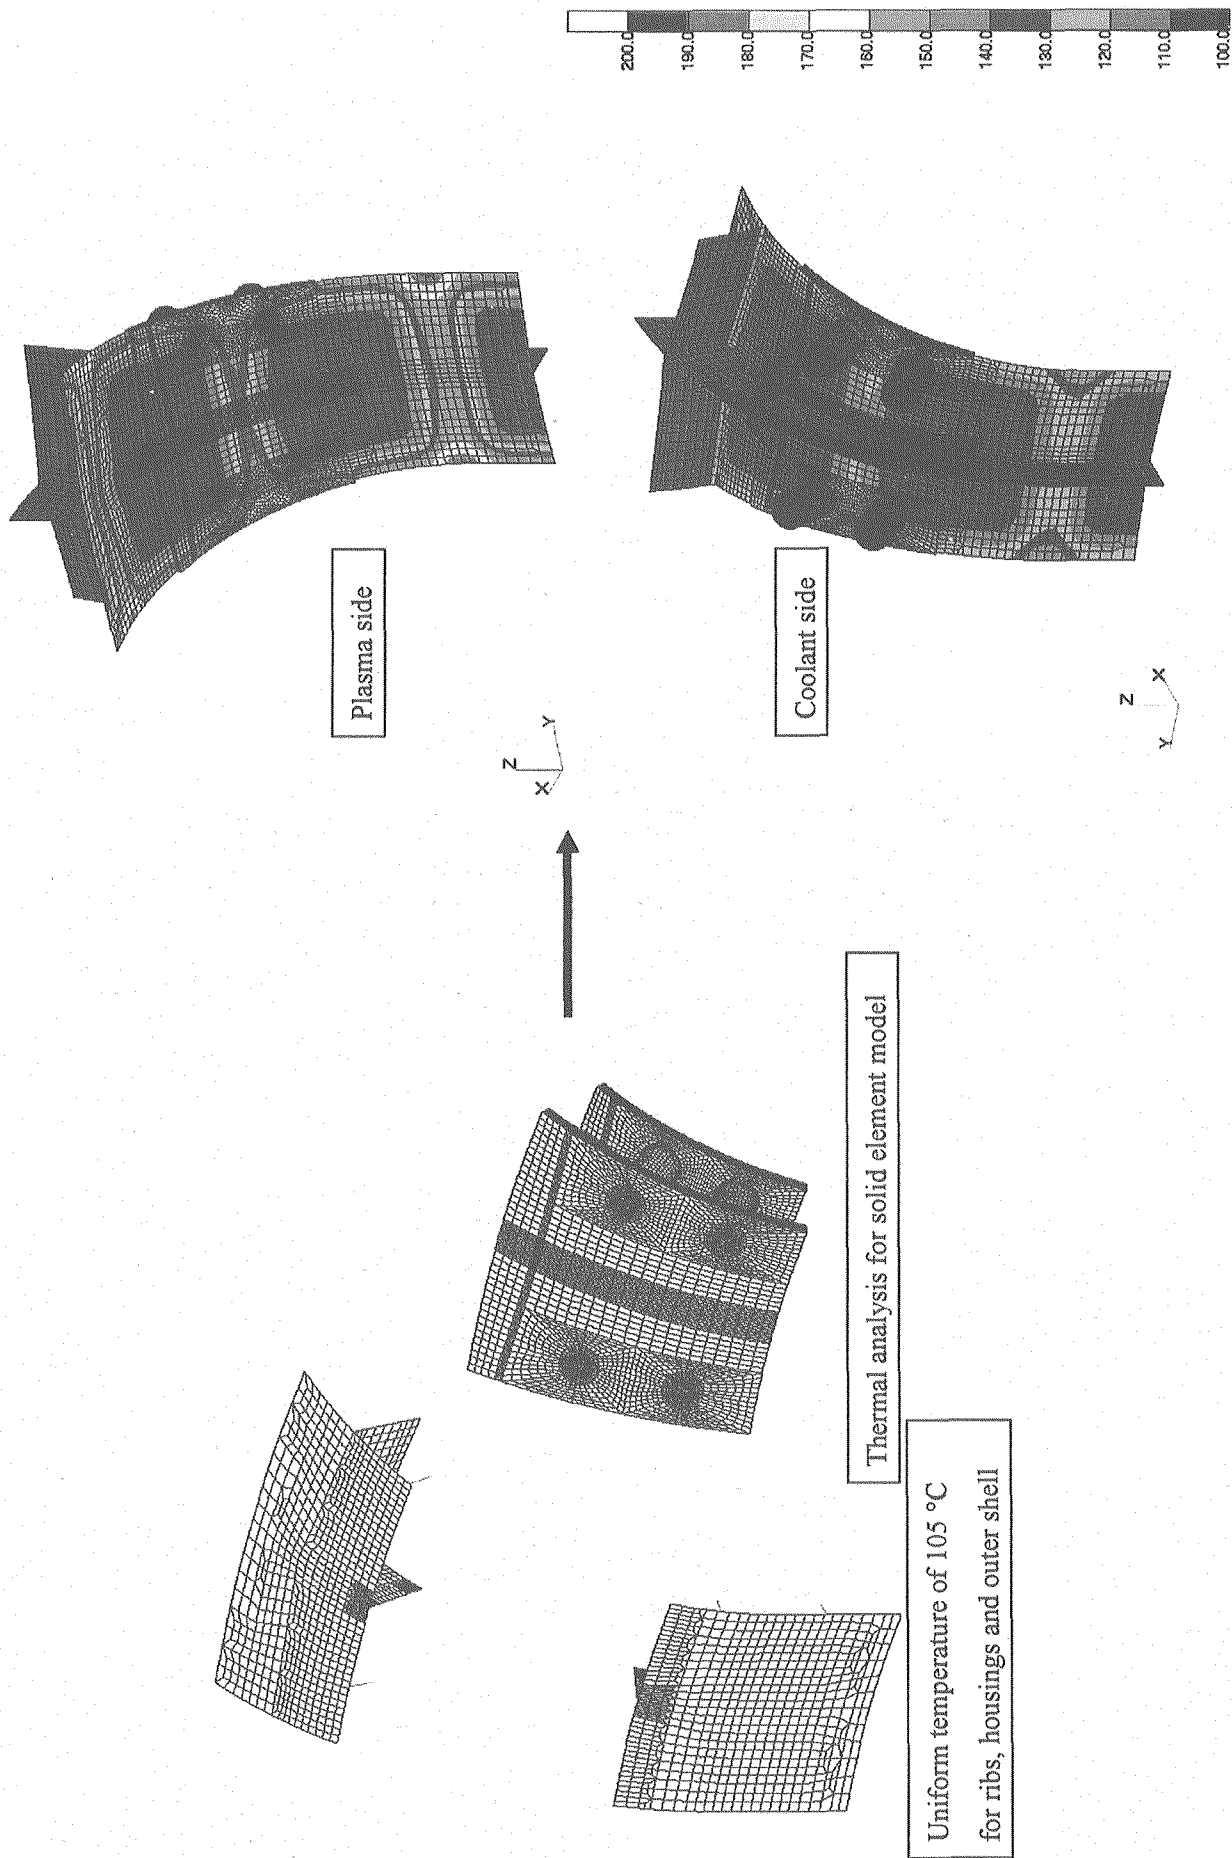 200.0
190.0
180.0
170.0
160.0
150.0
140.0
130.0
120.0
110.0
100.0
Plasma side
Z
X
Y
Coolant side
Z
Y
X
Thermal analysis for solid element model
Uniform temperature of 105 °C
for ribs, housings and outer shell